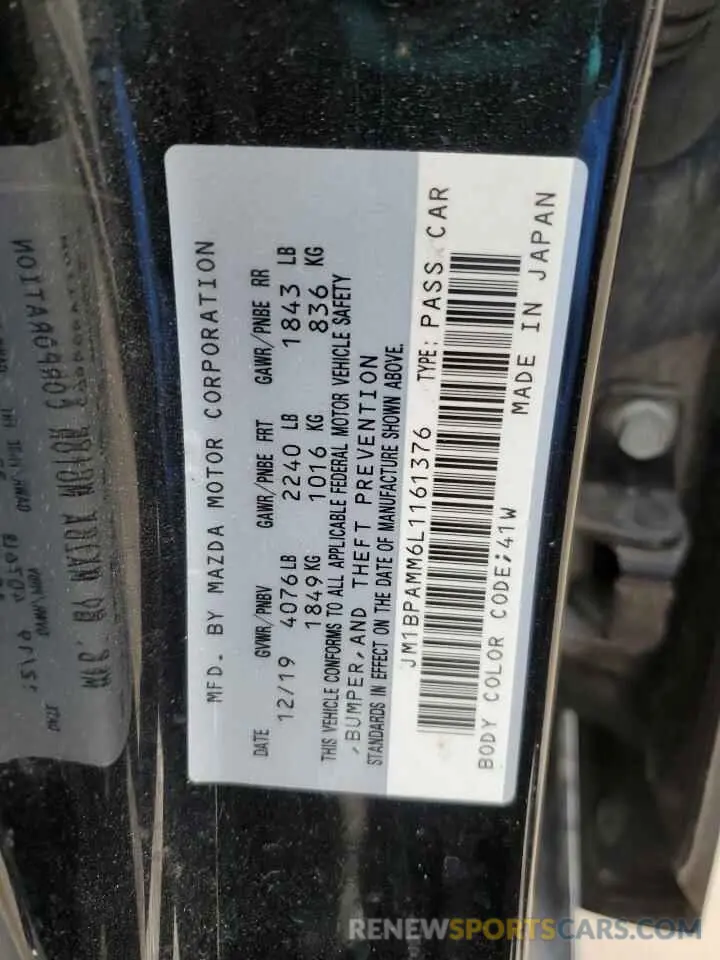 MFD. BY MAZDA MOTOR CORPORATION
DATE GVWR/PNBV GAWR/PNBE FRT GAWR/PNBE RR
12/19 4076LB 2240 LB 1843 LB
1849KG 1016 KG 836 KG
THIS VEHICLE CONFORMS TO ALL APPLICABLE FEDERAL MOTOR VEHICLE SAFETY
,BUMPER,AND THEFT PREVENTION
STANDARDS IN EFFECT ON THE DATE OF MANUFACTURE SHOWN ABOVE.
JM1BPAMM6L1161376 TYPE: PASS CAR
BODY COLOR CODE;41W MADE IN JAPAN
RENEWSPORTSCARS.COM